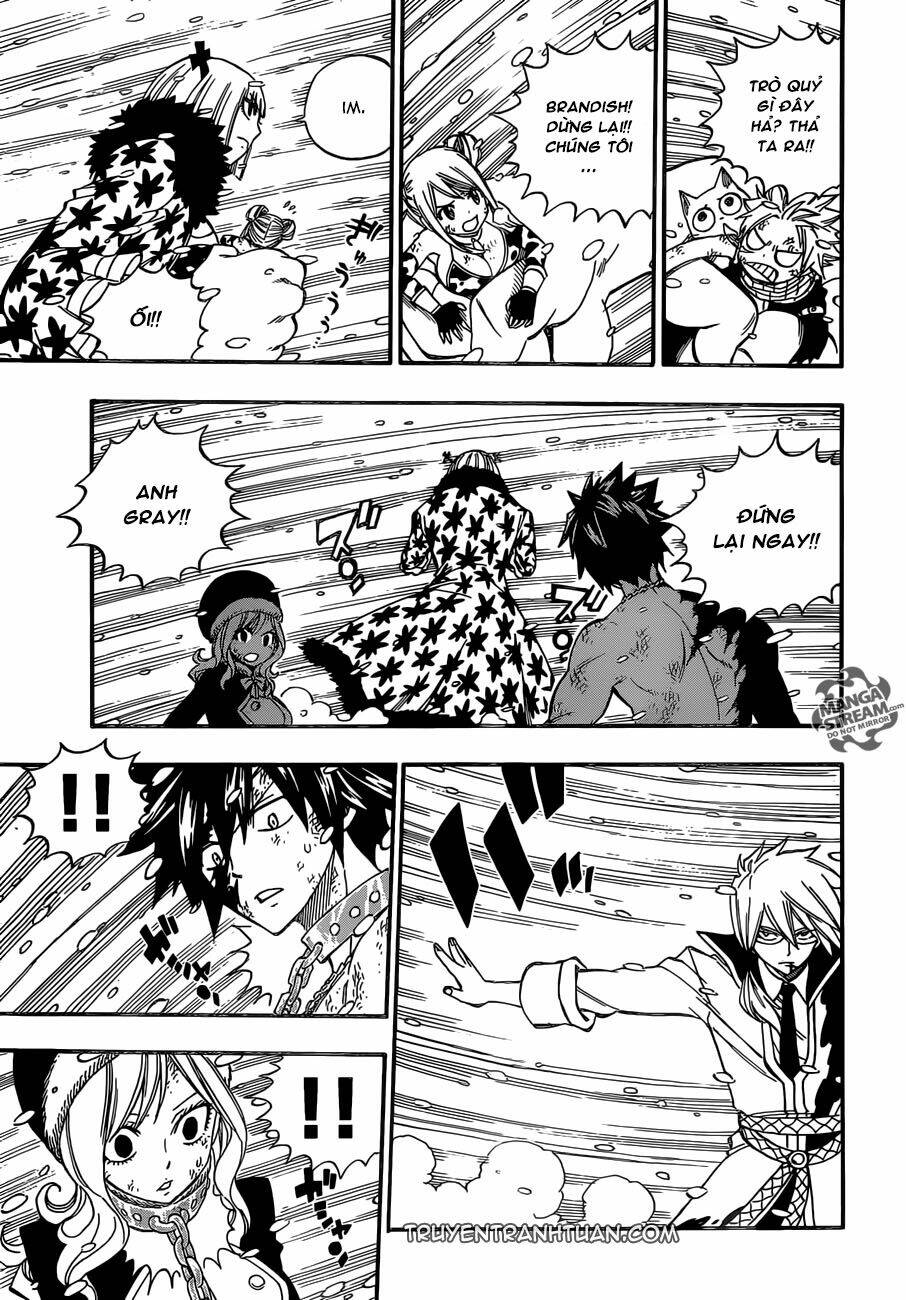 TRÒ QUỶ
GÌ ĐÂY
HẢ? THẢ
TA RA!!
BRANDISH!
DỪNG LẠI!!
CHÚNG TÔI
...
IM.
ỐI!!
ĐỨNG
LẠI NGAY!!
ANH
GRAY!!
!!
!!
MANGA
STREAM.com
DO NOT MIRROR
TRUYENTRANHTUAN.COM